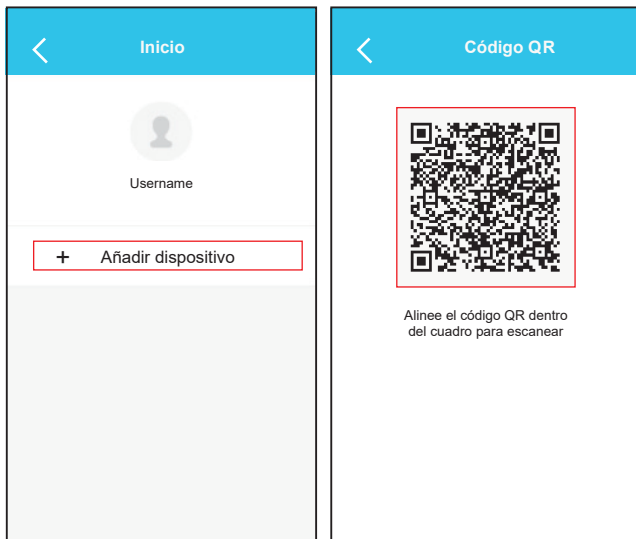 Inicio
Username
+ Añadir dispositivo
Código QR
Alinee el código QR dentro
del cuadro para escanear